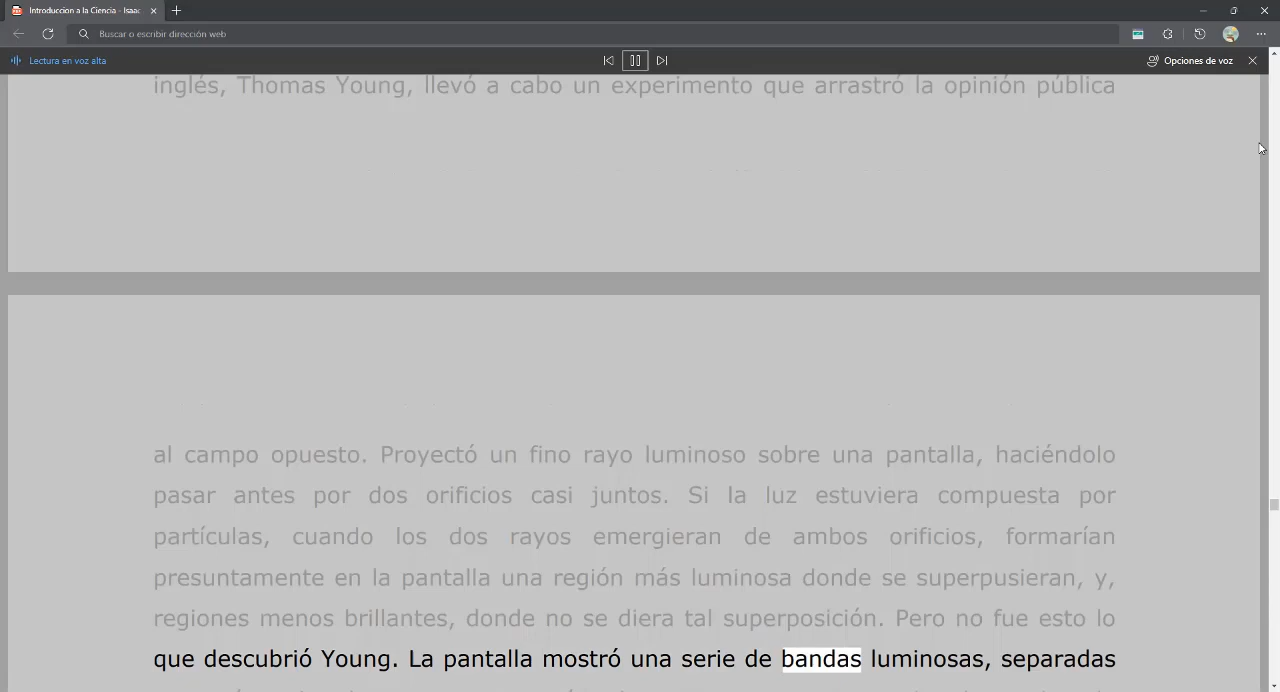 Introduccion a la Ciencia - Isaac
Buscar o escribir dirección web
Lectura en voz alta
Opciones de voz
inglés, Thomas Young, llevó a cabo un experimento que arrastró la opinión pública
al campo opuesto. Proyectó un fino rayo luminoso sobre una pantalla, haciéndolo
pasar antes por dos orificios casi juntos. Si la luz estuviera compuesta por
partículas, cuando los dos rayos emergieran de ambos orificios, formarían
presuntamente en la pantalla una región más luminosa donde se superpusieran, y,
regiones menos brillantes, donde no se diera tal superposición. Pero no fue esto lo
que descubrió Young. La pantalla mostró una serie de bandas luminosas, separadas